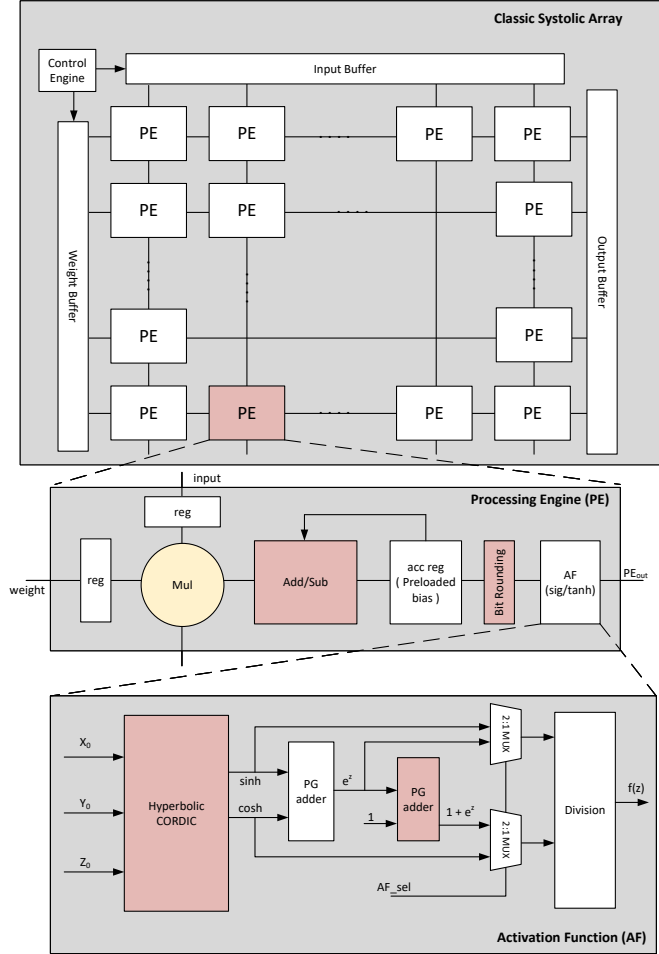 Classic Systolic Array
Control
Engine
Input Buffer
PE PE . . . . PE PE
PE PE . . . . PE
Weight Buffer
Output Buffer
PE PE
PE PE . . . . PE PE
input
Processing Engine (PE)
reg
weight
reg
Mul
Add/Sub
acc reg
( Preloaded
bias )
Bit Rounding
AF
(sig/tanh)
PEout
X0
Y0
Z0
Hyperbolic
CORDIC
sinh
cosh
PG
adder
e^z
1
PG
adder
1 + e^z
2:1 MUX
2:1 MUX
AF_sel
Division
f(z)
Activation Function (AF)